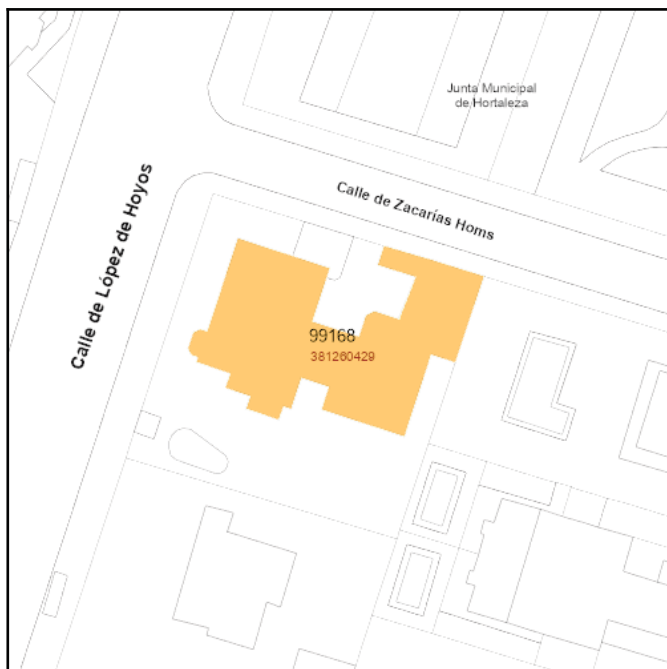 Junta Municipal
de Hortaleza
Calle de Zacarías Homs
Calle de López de Hoyos
99168
381260429